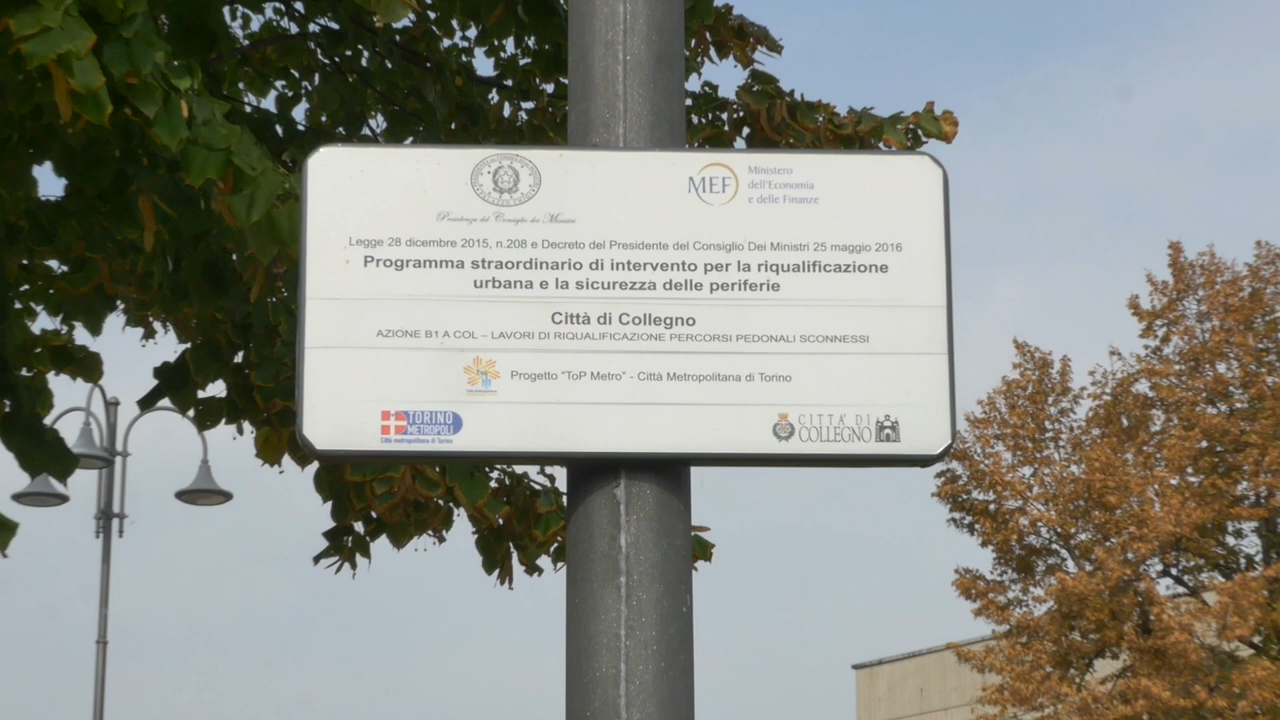 Presidenza del Consiglio dei Ministri
MEF
Ministero
dell'Economia
e delle Finanze
Legge 28 dicembre 2015, n.208 e Decreto del Presidente del Consiglio Dei Ministri 25 maggio 2016
Programma straordinario di intervento per la riqualificazione
urbana e la sicurezza delle periferie
Città di Collegno
AZIONE B1 A COL – LAVORI DI RIQUALIFICAZIONE PERCORSI PEDONALI SCONNESSI
Progetto "ToP Metro" - Città Metropolitana di Torino
TORINO
METROPOLI
Città metropolitana di Torino
CITTA' DI
COLLEGNO